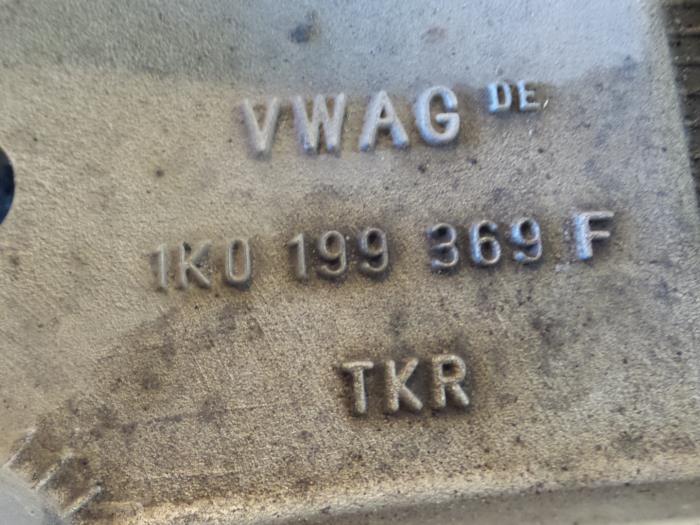 VWAG DE
1K0 199 369 F
TKR